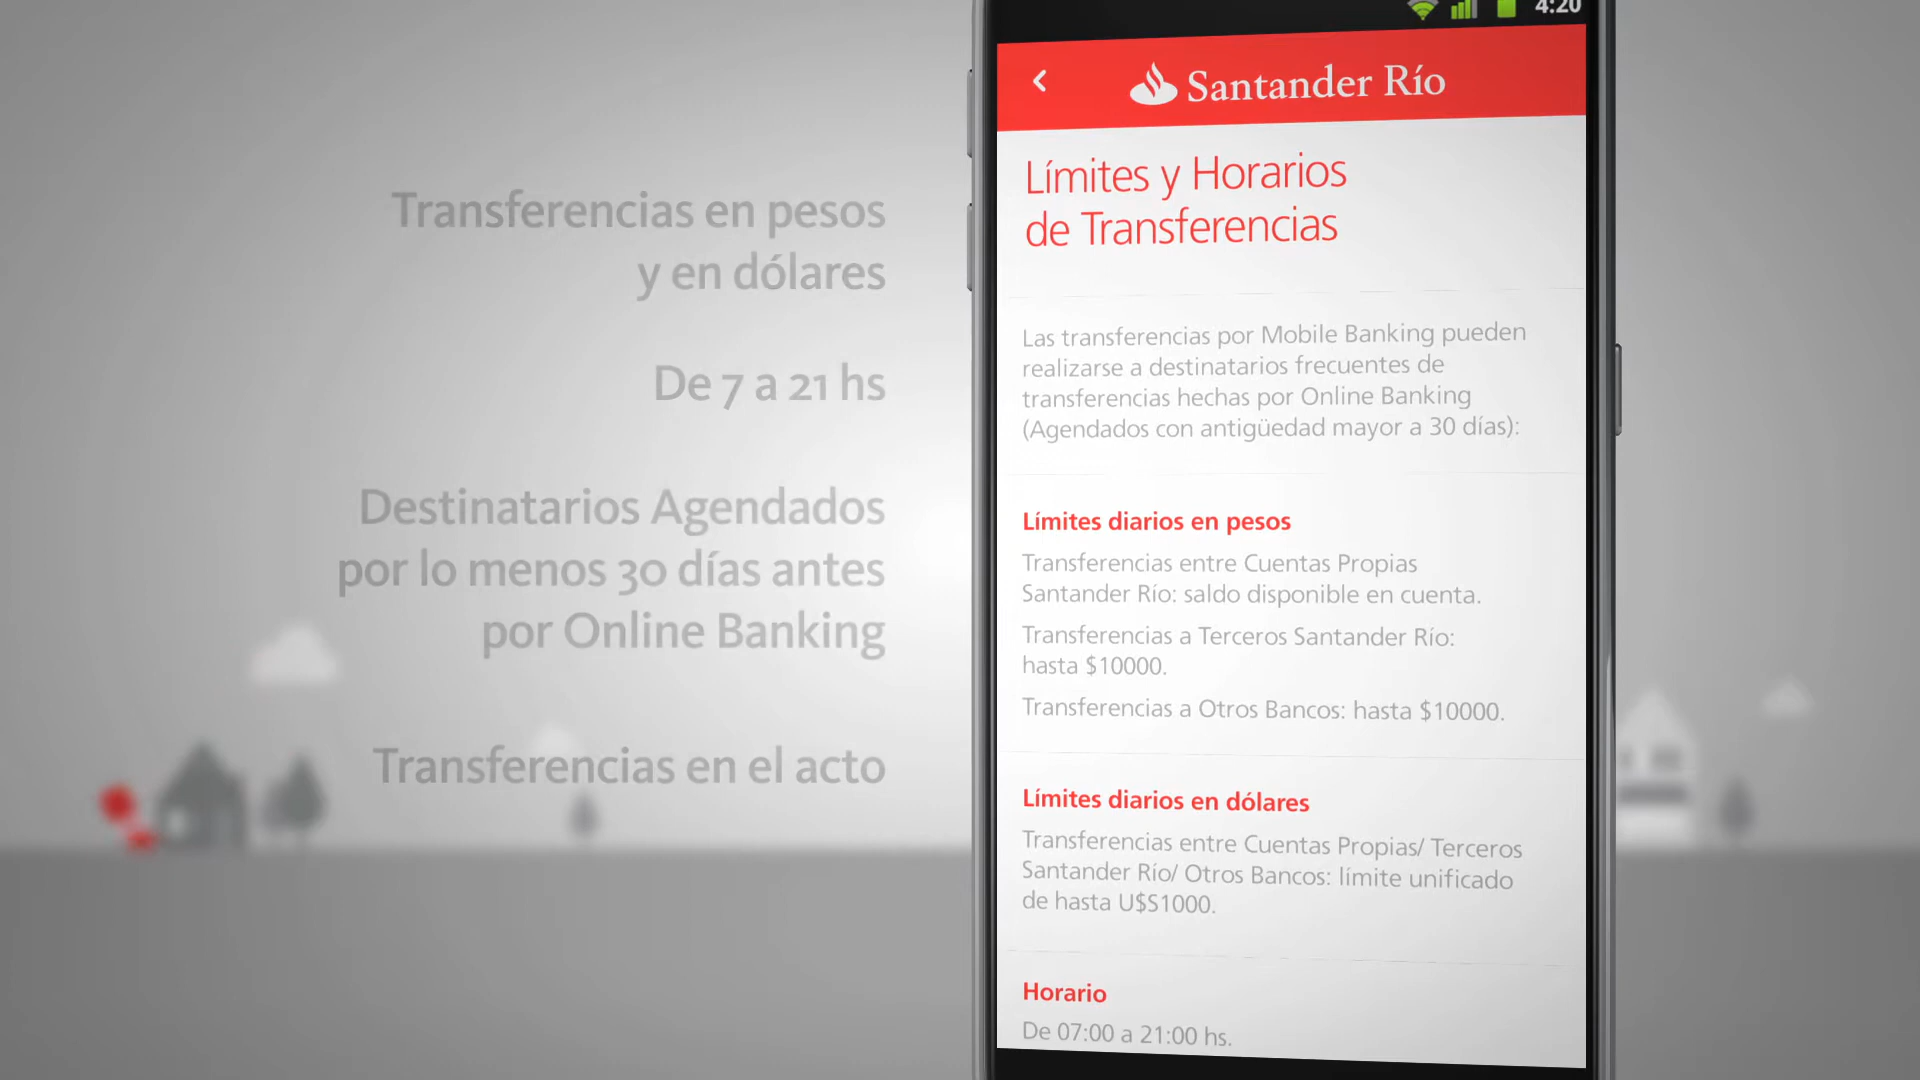 Transferencias en pesos
y en dólares
De 7 a 21 hs
Destinatarios Agendados
por lo menos 30 días antes
por Online Banking
Transferencias en el acto
4:20
Santander Río
Límites y Horarios
de Transferencias
Las transferencias por Mobile Banking pueden
realizarse a destinatarios frecuentes de
transferencias hechas por Online Banking
(Agendados con antigüedad mayor a 30 días):
Límites diarios en pesos
Transferencias entre Cuentas Propias
Santander Río: saldo disponible en cuenta.
Transferencias a Terceros Santander Río:
hasta $10000.
Transferencias a Otros Bancos: hasta $10000.
Límites diarios en dólares
Transferencias entre Cuentas Propias/ Terceros
Santander Río/ Otros Bancos: límite unificado
de hasta U$S1000.
Horario
De 07:00 a 21:00 hs.